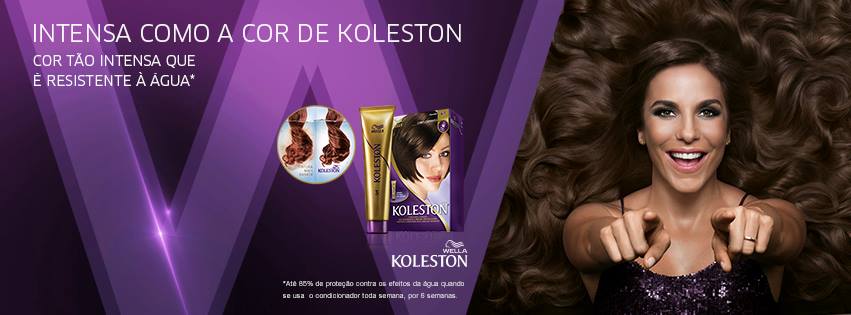 INTENSA COMO A COR DE KOLESTON
COR TÃO INTENSA QUE
È RESISTENTE À ÁGUA*
KOLESTON
KOLESTON
KOLESTON
WELLA
KOLESTON
*Até 85% de proteção contra os efeitos da água quando
se usa o condicionador toda semana, por 6 semanas.